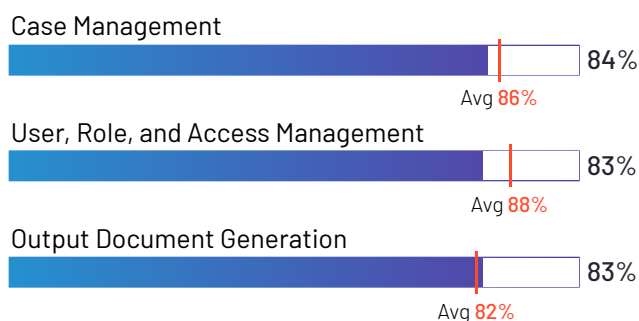 Case Management
84%
Avg 86%
User, Role, and Access Management
83%
Avg 88%
Output Document Generation
83%
Avg 82%